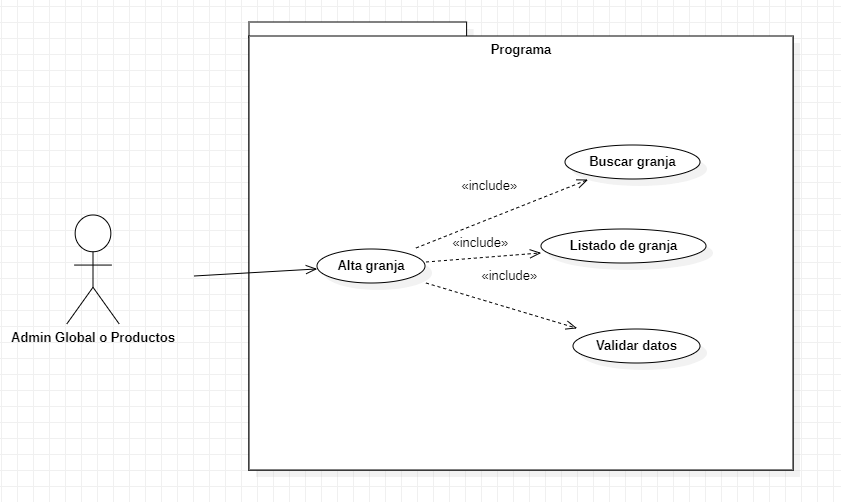 Programa
Buscar granja
«include»
«include»
Listado de granja
Alta granja
«include»
Admin Global o Productos
Validar datos